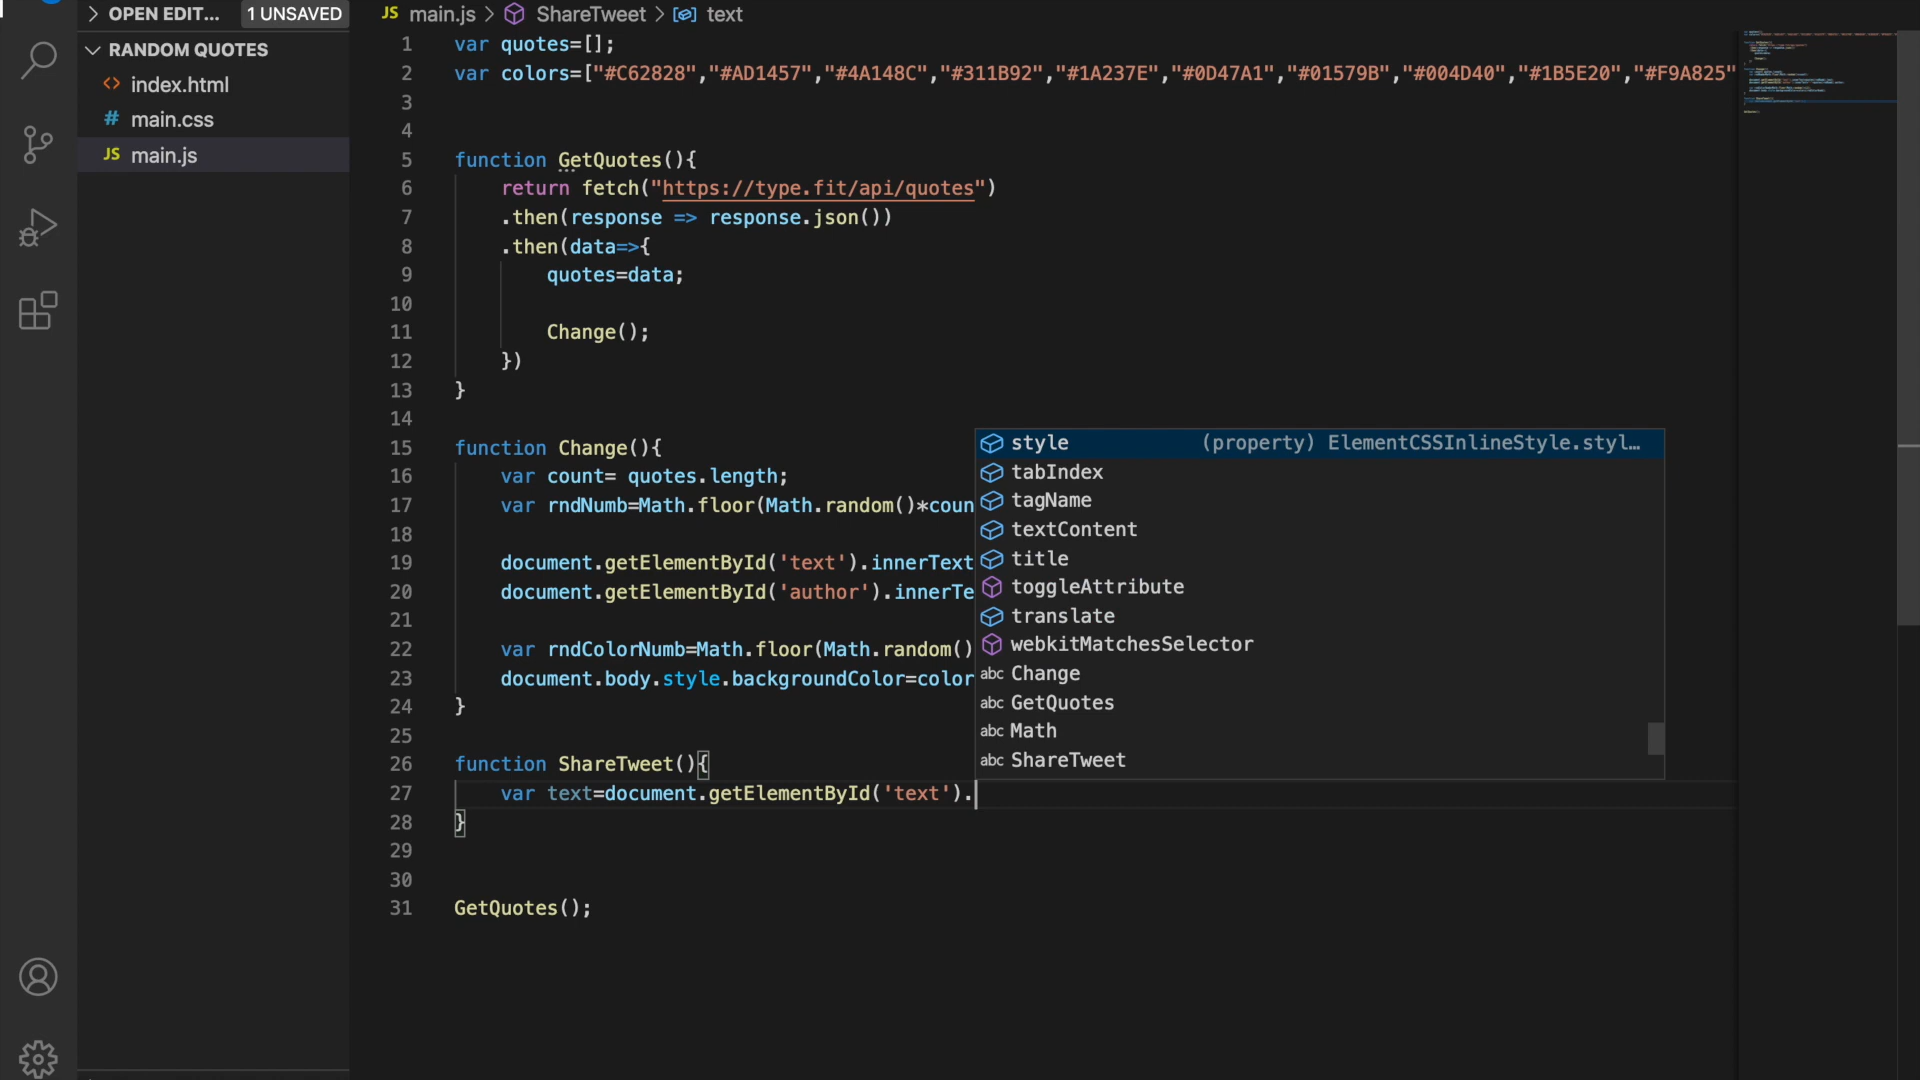 OPEN EDIT... 1 UNSAVED
RANDOM QUOTES
<> index.html
# main.css
JS main.js
JS main.js > ShareTweet > text
1 var quotes=[];
2 var colors=["#C62828","#AD1457","#4A148C","#311B92","#1A237E","#0D47A1","#01579B","#004D40","#1B5E20","#F9A825"
3
4
5 function GetQuotes(){
6 return fetch("https://type.fit/api/quotes")
7 .then(response => response.json())
8 .then(data=>{
9 quotes=data;
10
11 Change();
12 })
13 }
14
15 function Change(){
16 var count= quotes.length;
17 var rndNumb=Math.floor(Math.random()*coun
18
19 document.getElementById('text').innerText
20 document.getElementById('author').innerTe
21
22 var rndColorNumb=Math.floor(Math.random()
23 document.body.style.backgroundColor=color
24 }
25
26 function ShareTweet(){
27 var text=document.getElementById('text').
28 }
29
30
31 GetQuotes();
style (property) ElementCSSInlineStyle.styl...
tabIndex
tagName
textContent
title
toggleAttribute
translate
webkitMatchesSelector
abc Change
abc GetQuotes
abc Math
abc ShareTweet